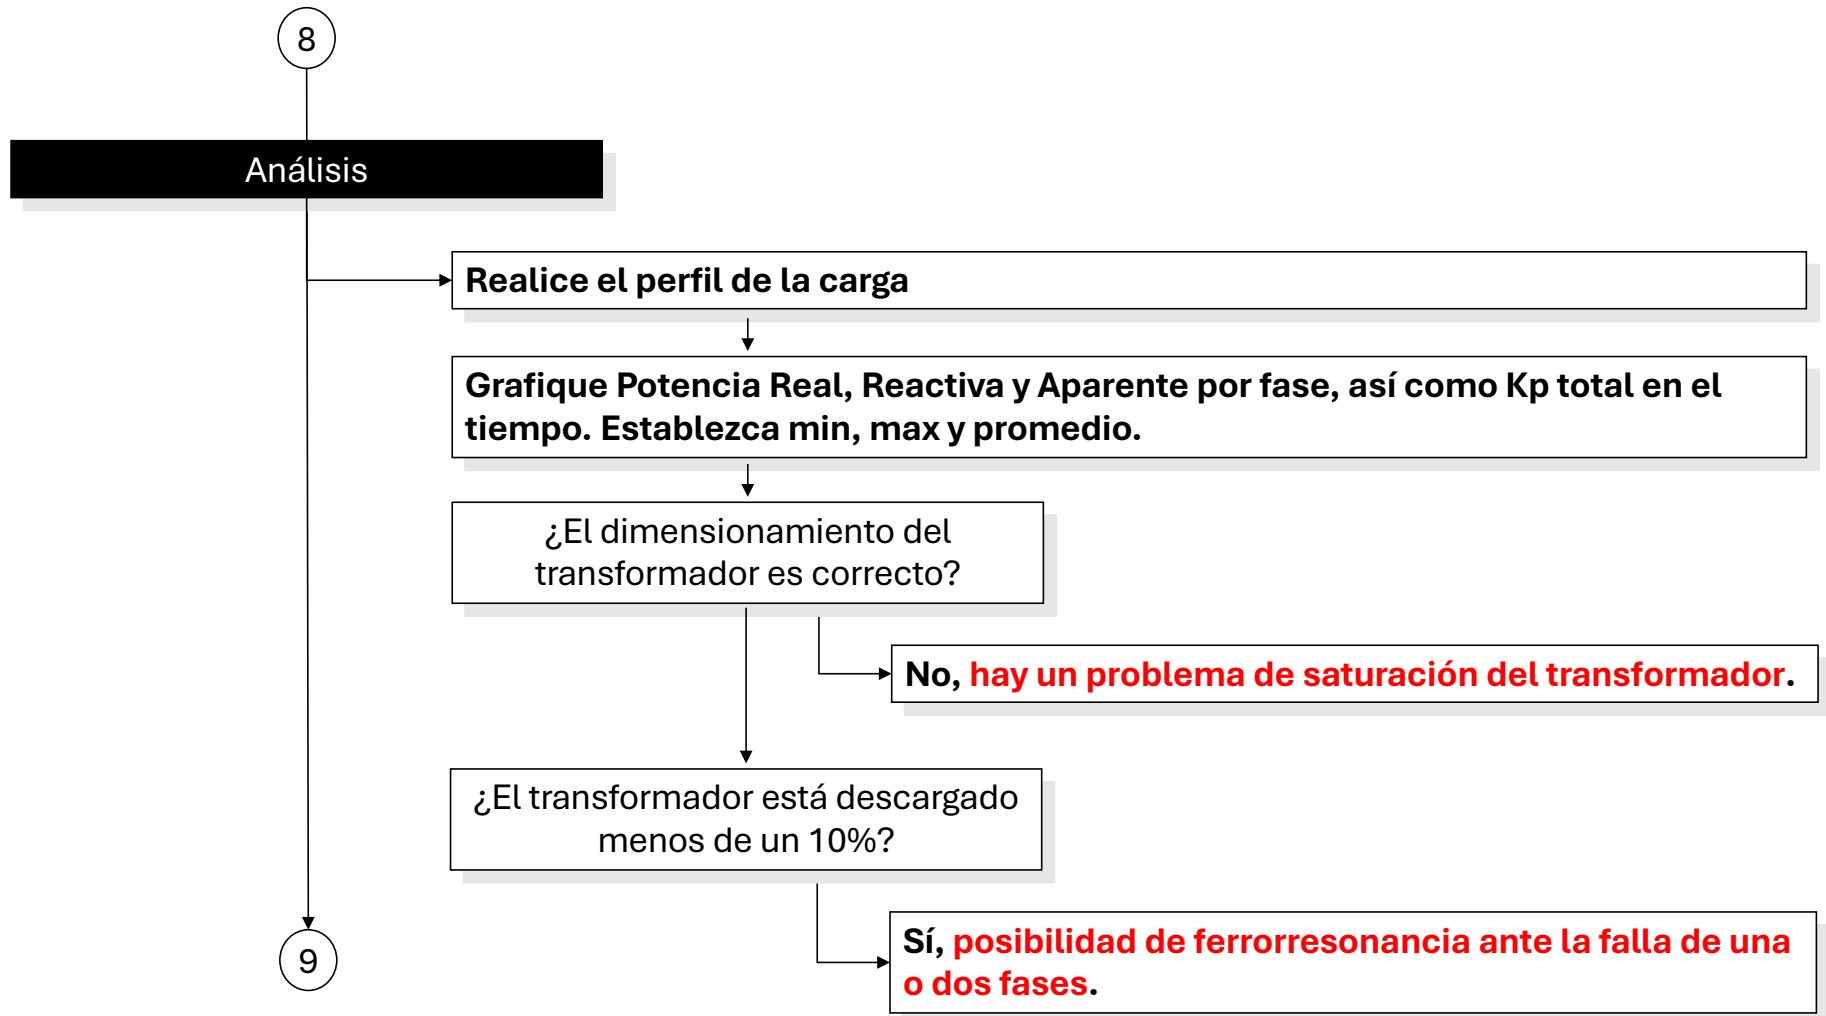 8
Análisis
Realice el perfil de la carga
Grafique Potencia Real, Reactiva y Aparente por fase, así como Kp total en el
tiempo. Establezca min, max y promedio.
¿El dimensionamiento del
transformador es correcto?
No, hay un problema de saturación del transformador.
¿El transformador está descargado
menos de un 10%?
Sí, posibilidad de ferrorresonancia ante la falla de una
o dos fases.
9